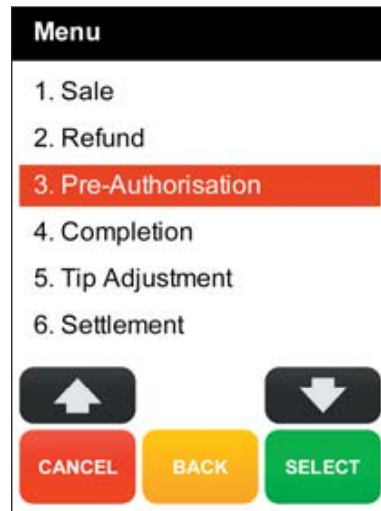 Menu
1. Sale
2. Refund
3. Pre-Authorisation
4. Completion
5. Tip Adjustment
6. Settlement
CANCEL BACK SELECT